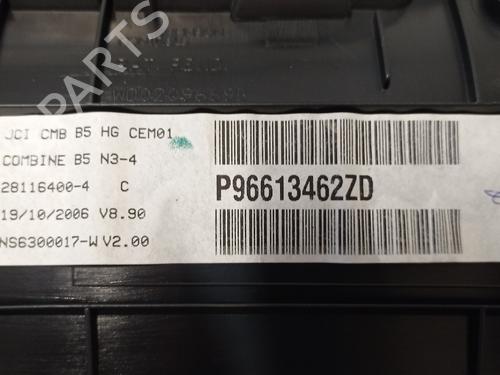 PARTS
JCI CMB B5 HG CEM01
COMBINE B5 N3-4
28116400-4 C
19/10/2006 V8.90
NS6300017-W V2.00
P96613462ZD